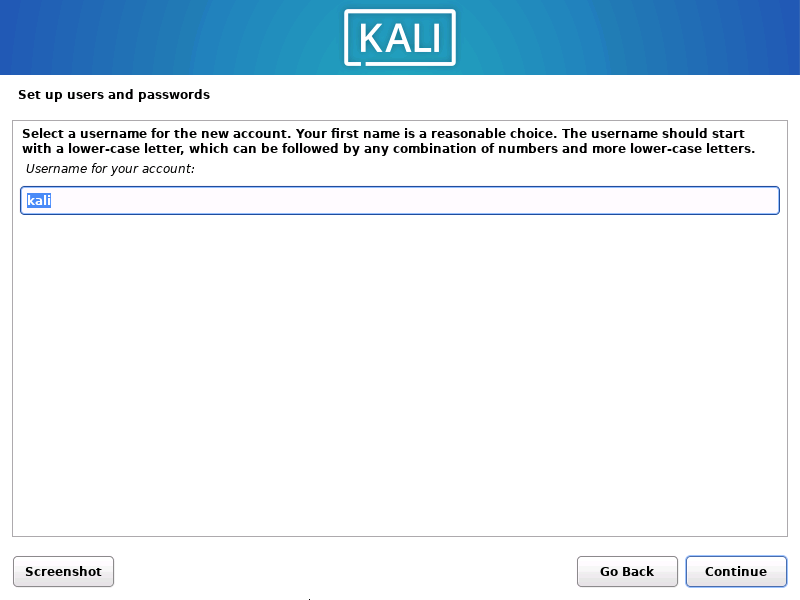 KALI
Set up users and passwords
Select a username for the new account. Your first name is a reasonable choice. The username should start
with a lower-case letter, which can be followed by any combination of numbers and more lower-case letters.
Username for your account:
kali
Screenshot
Go Back
Continue